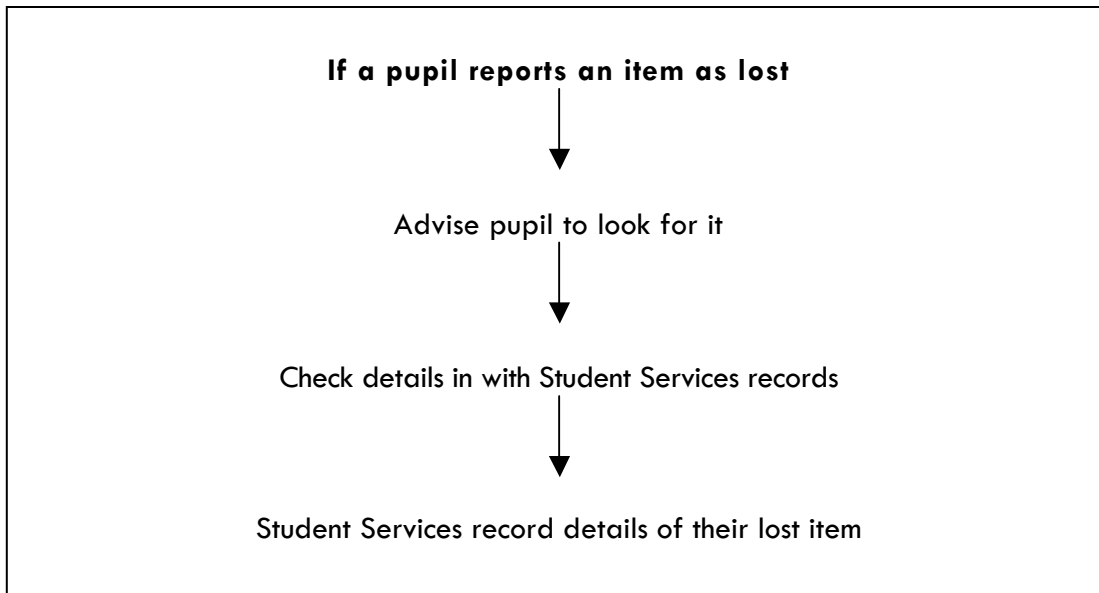 If a pupil reports an item as lost
Advise pupil to look for it
Check details in with Student Services records
Student Services record details of their lost item